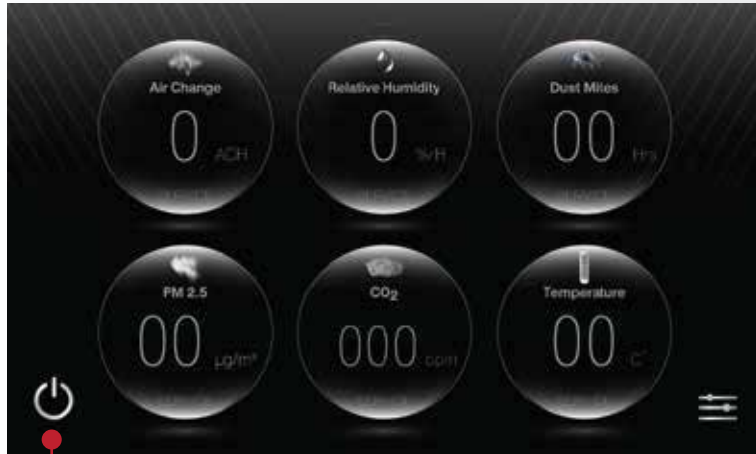 Air Change
0 ACH
Relative Humidity
0 %rH
Dust Mites
00 Hrs
PM 2.5
00 µg/m³
CO₂
000 ppm
Temperature
00 C°